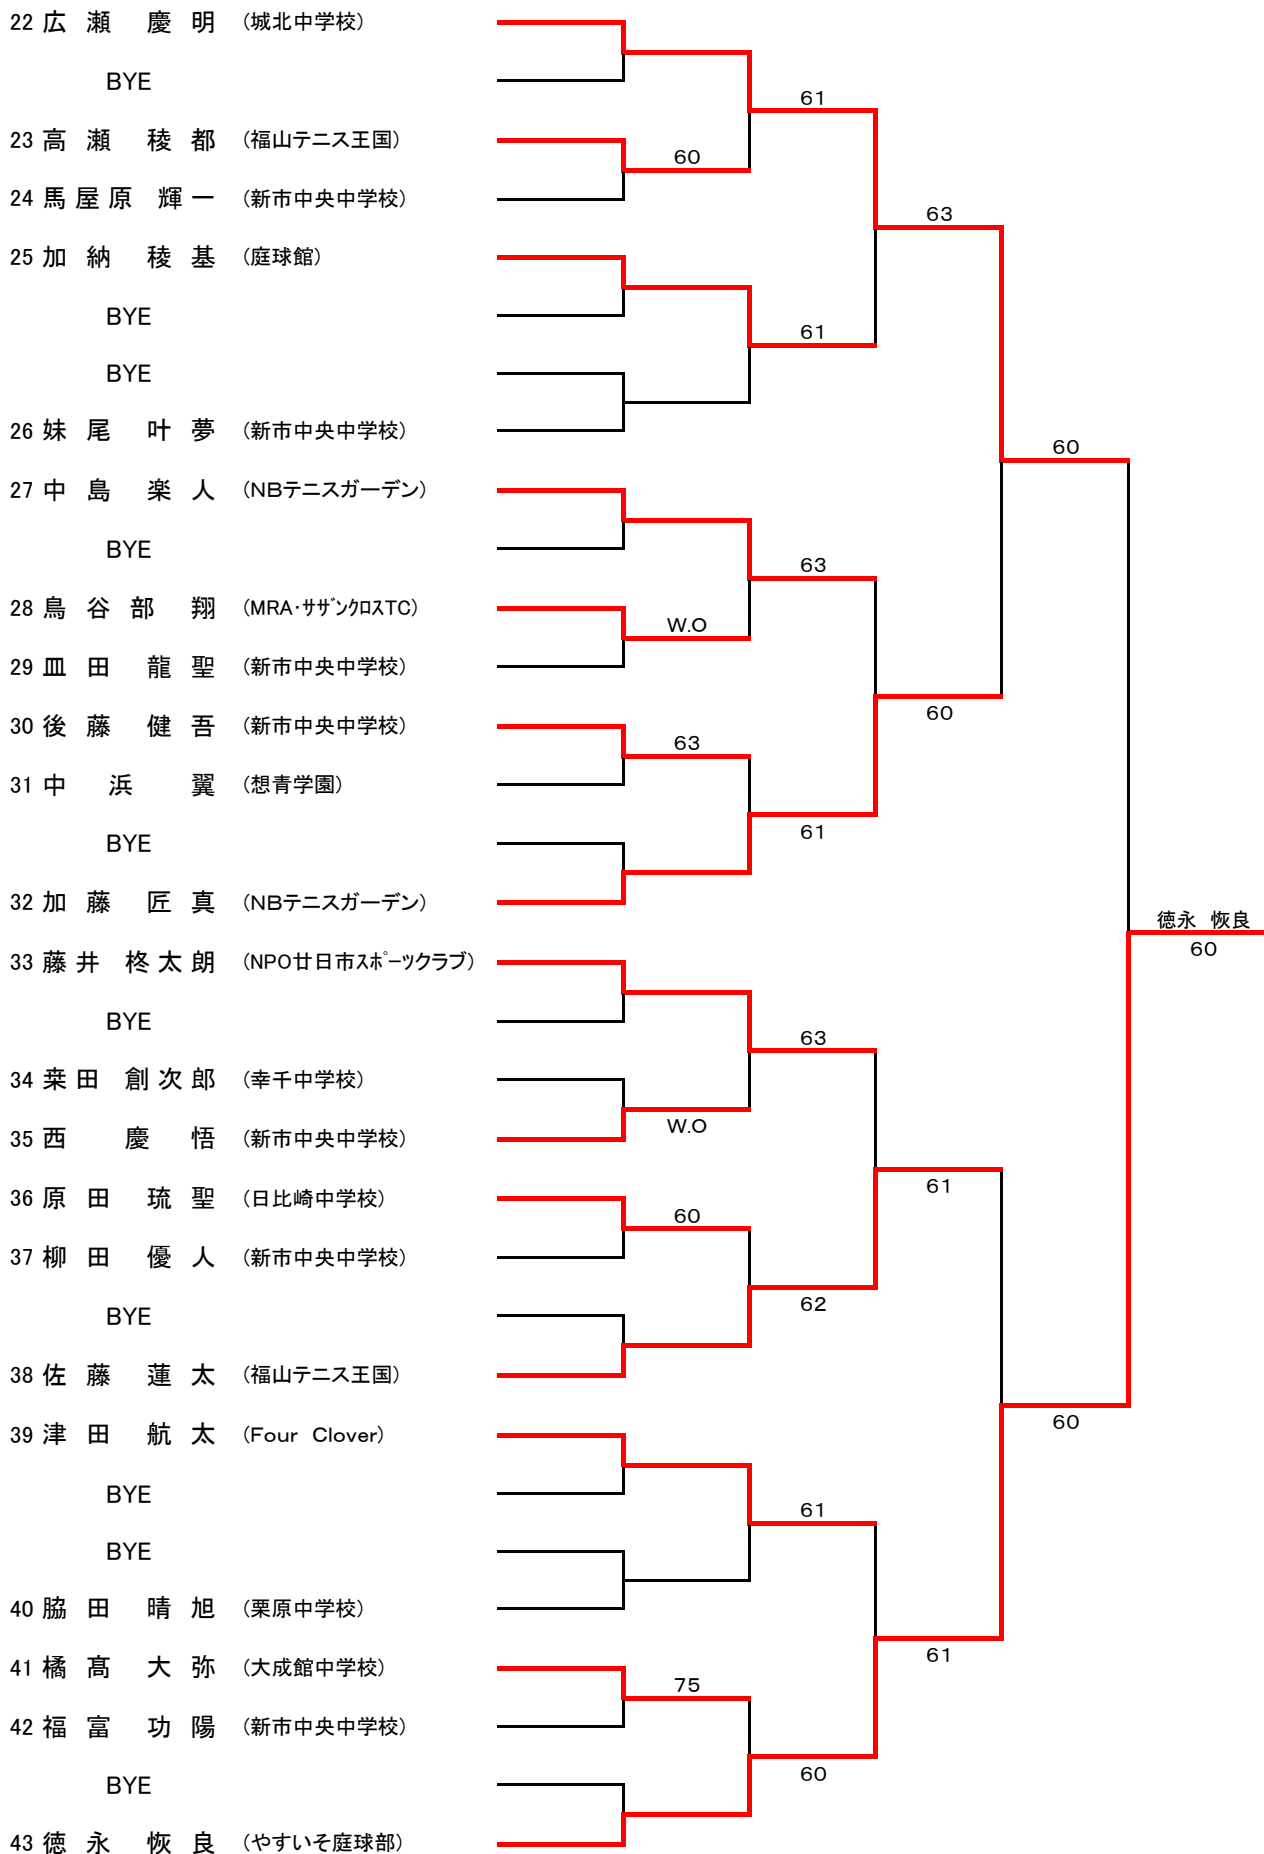 22 広瀬 慶明 (城北中学校)
BYE
61
23 高瀬 稜都 (福山テニス王国)
60
24 馬屋原 輝一 (新市中央中学校)
63
25 加納 稜基 (庭球館)
BYE
61
BYE
26 妹尾 叶夢 (新市中央中学校)
60
27 中島 楽人 (NBテニスガーデン)
BYE
63
28 鳥谷部 翔 (MRA・サザンクロスTC)
W.O
29 皿田 龍聖 (新市中央中学校)
60
30 後藤 健吾 (新市中央中学校)
63
31 中浜 翼 (想青学園)
61
BYE
32 加藤 匠真 (NBテニスガーデン)
徳永 恢良
60
33 藤井 柊太朗 (NPO廿日市スポーツクラブ)
BYE
63
34 桒田 創次郎 (幸千中学校)
W.O
35 西 慶悟 (新市中央中学校)
61
36 原田 琉聖 (日比崎中学校)
60
37 柳田 優人 (新市中央中学校)
62
BYE
38 佐藤 蓮太 (福山テニス王国)
60
39 津田 航太 (Four Clover)
BYE
61
BYE
40 脇田 晴旭 (栗原中学校)
61
41 橘髙 大弥 (大成館中学校)
75
42 福富 功陽 (新市中央中学校)
60
BYE
43 徳永 恢良 (やすいそ庭球部)